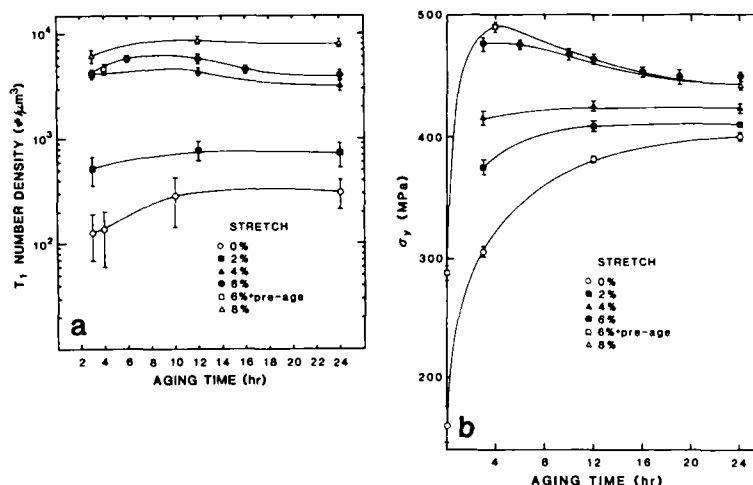 10⁴
10³
10²
T₁ NUMBER DENSITY (#/μm³)
a
STRETCH
0%
2%
4%
6%
6%+pre-age
8%
2 4 6 8 10 12 14 16 18 20 22 24
AGING TIME (hr)
500
400
300
200
σy (MPa)
b
STRETCH
0%
2%
4%
6%
6%+pre-age
8%
4 8 12 16 20 24
AGING TIME (hr)